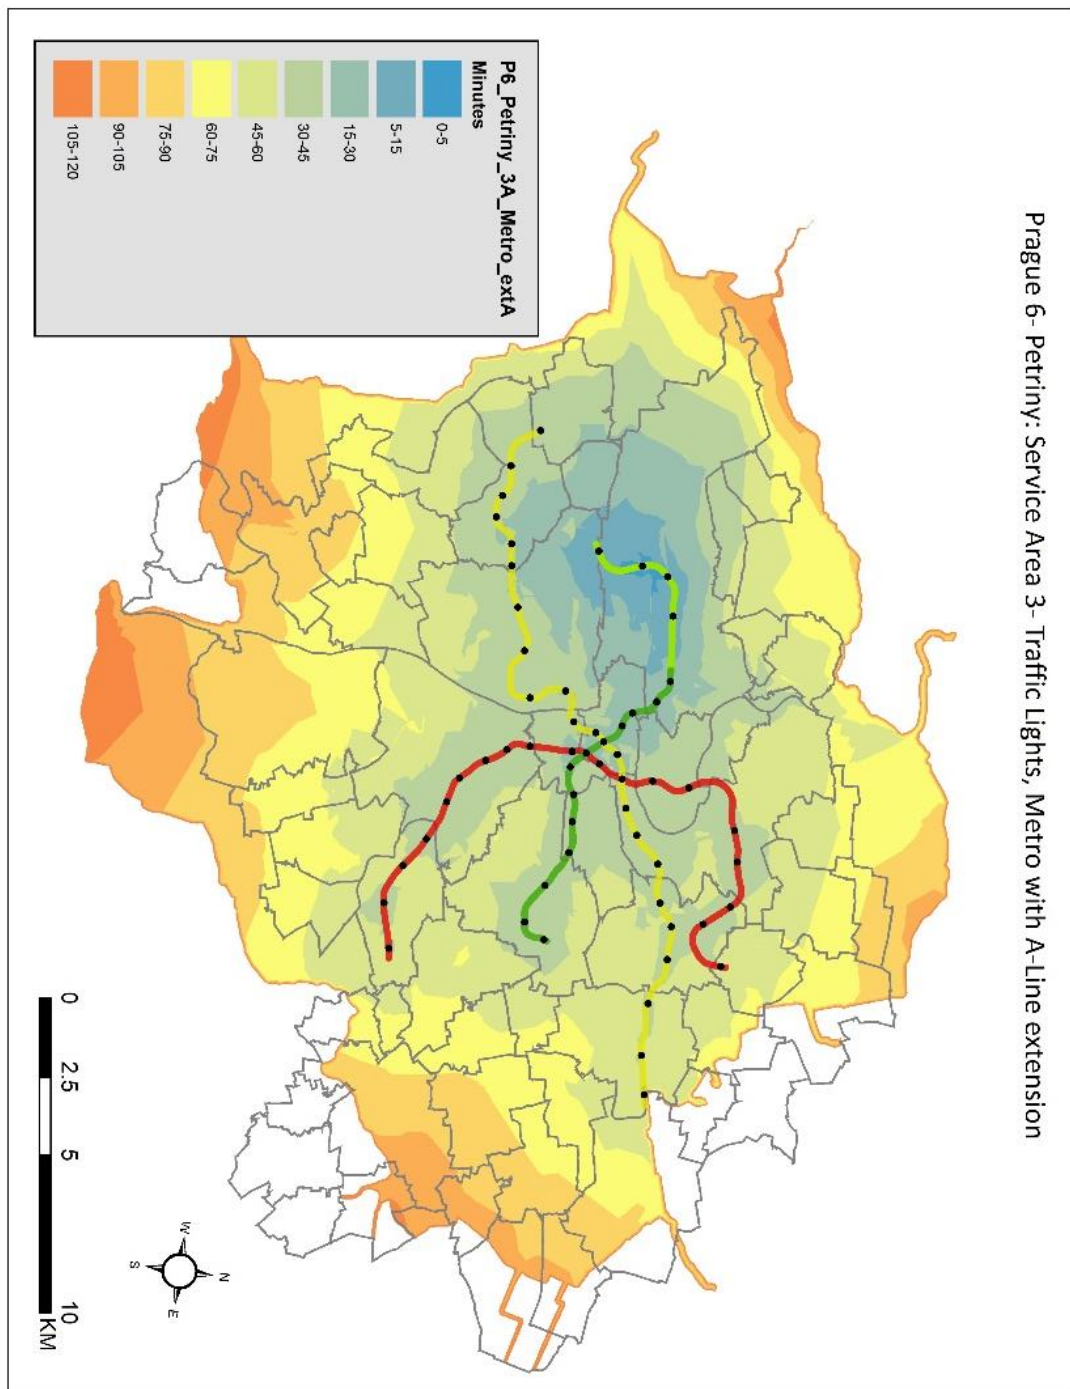 Prague 6- Petriny: Service Area 3- Traffic Lights, Metro with A-Line extension
P6_Petriny_3A_Metro_extA
Minutes
0-5
5-15
15-30
30-45
45-60
60-75
75-90
90-105
105-120
N
W
E
S
0 2.5 5 10
KM